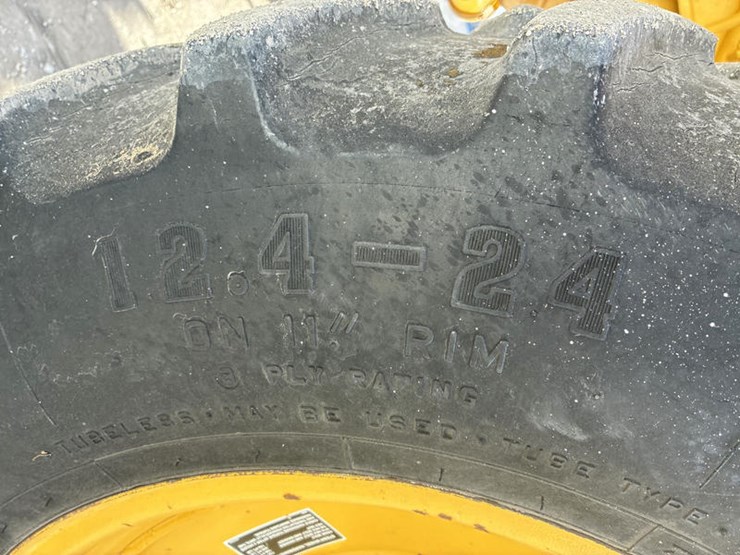 12.4-24
ON 11" RIM
PLY RATING
TUBELESS · MAY BE USED · TUBE TYPE